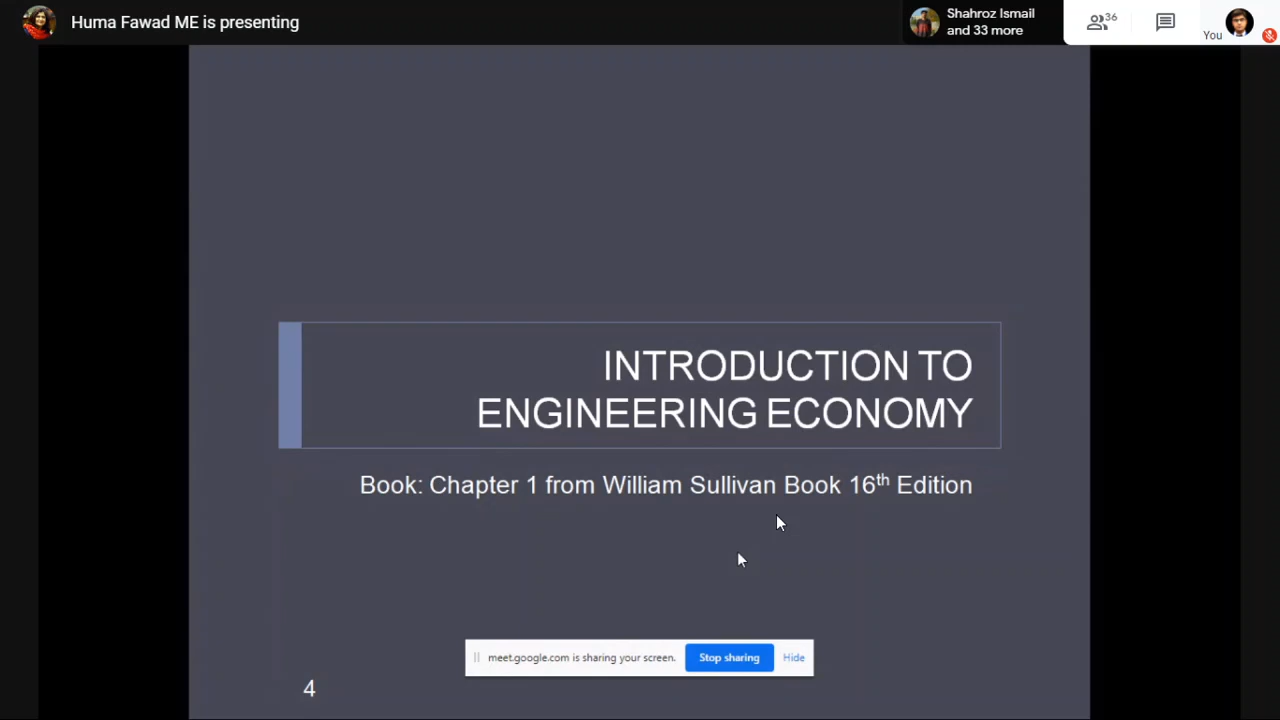 Huma Fawad ME is presenting
Shahroz Ismail
and 33 more
36
You
INTRODUCTION TO
ENGINEERING ECONOMY
Book: Chapter 1 from William Sullivan Book 16th Edition
meet.google.com is sharing your screen.
Stop sharing
Hide
4